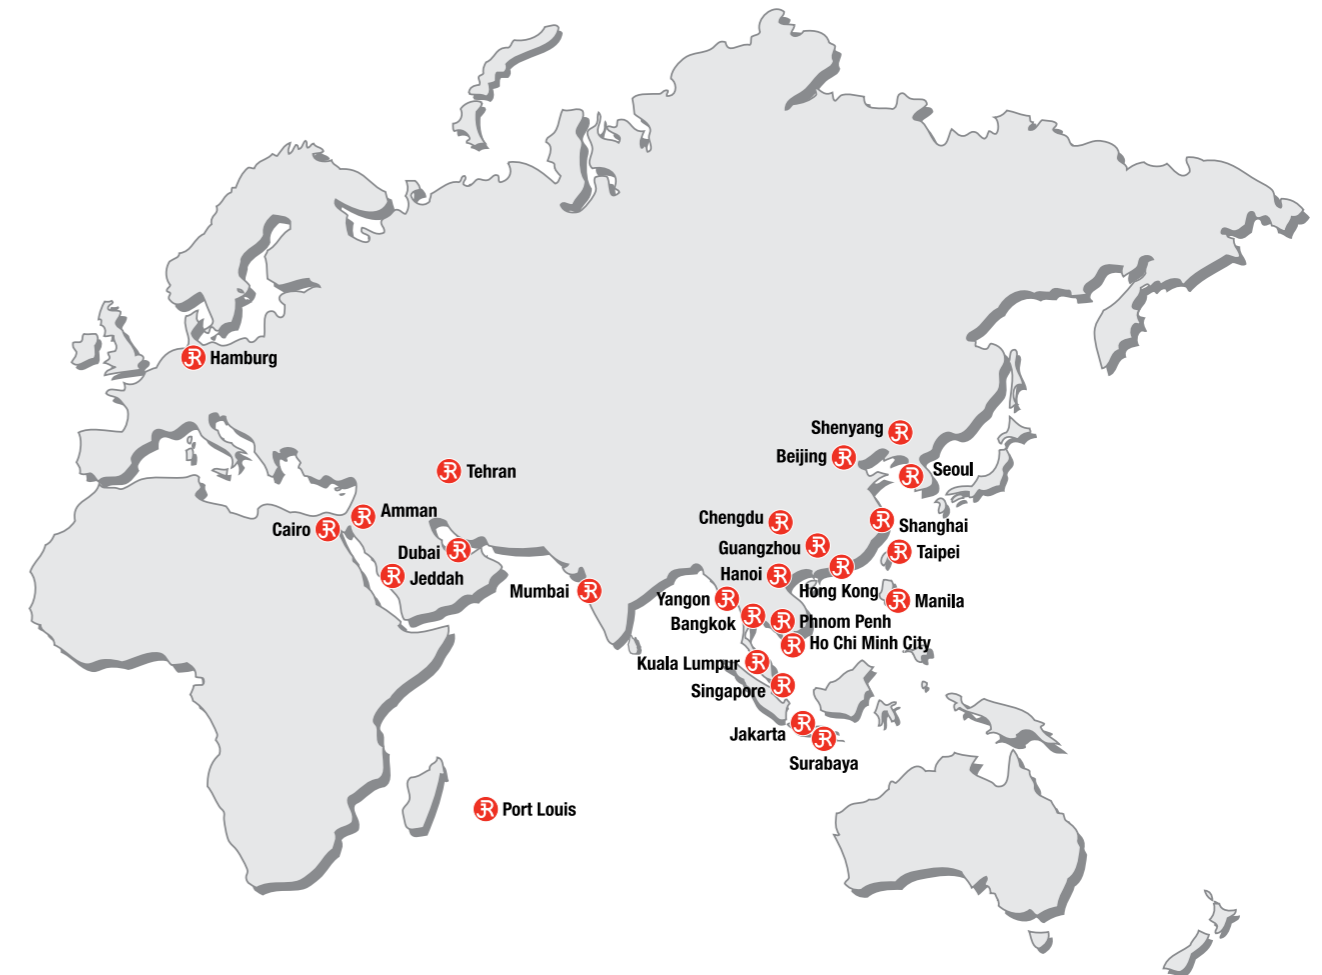 Hamburg
Shenyang
Beijing
Seoul
Tehran
Amman
Cairo
Chengdu
Shanghai
Guangzhou
Taipei
Dubai
Jeddah
Hanoi
Hong Kong
Mumbai
Yangon
Manila
Bangkok
Phnom Penh
Ho Chi Minh City
Kuala Lumpur
Singapore
Jakarta
Surabaya
Port Louis